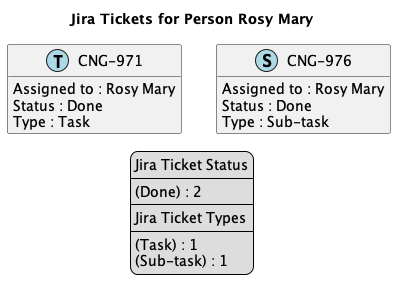 Jira Tickets for Person Rosy Mary
T CNG-971
Assigned to : Rosy Mary
Status : Done
Type : Task
S CNG-976
Assigned to : Rosy Mary
Status : Done
Type : Sub-task
Jira Ticket Status
(Done) : 2
Jira Ticket Types
(Task) : 1
(Sub-task) : 1